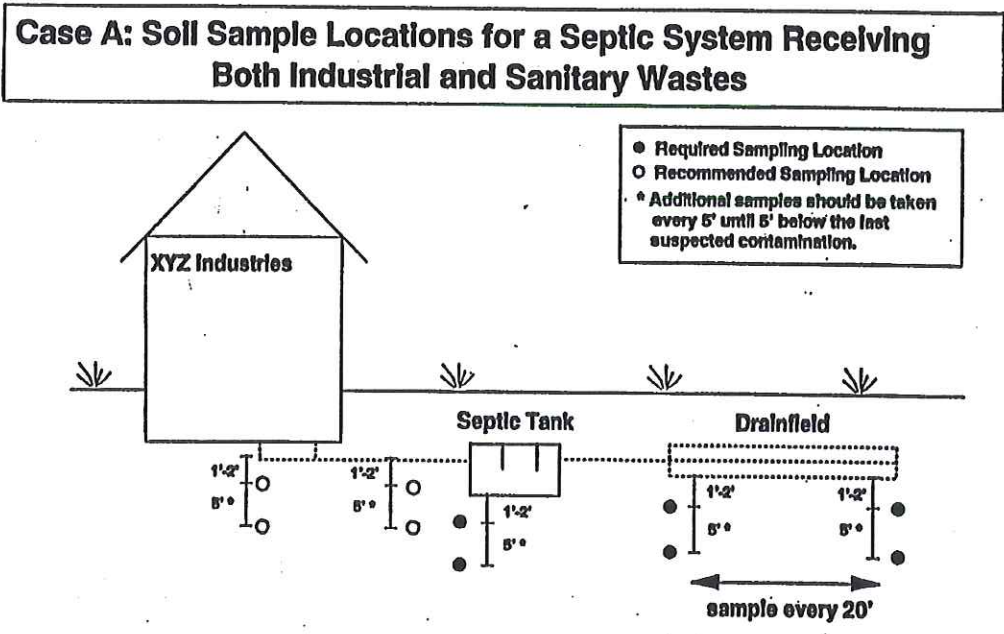 Case A: Soil Sample Locations for a Septic System Receiving
Both Industrial and Sanitary Wastes
● Required Sampling Location
○ Recommended Sampling Location
* Additional samples should be taken
every 5' until 5' below the last
suspected contamination.
XYZ Industries
Septic Tank
Drainfield
1'-2'
5' *
1'-2'
5' *
1'-2'
5' *
1'-2'
5' *
1'-2'
5' *
sample every 20'